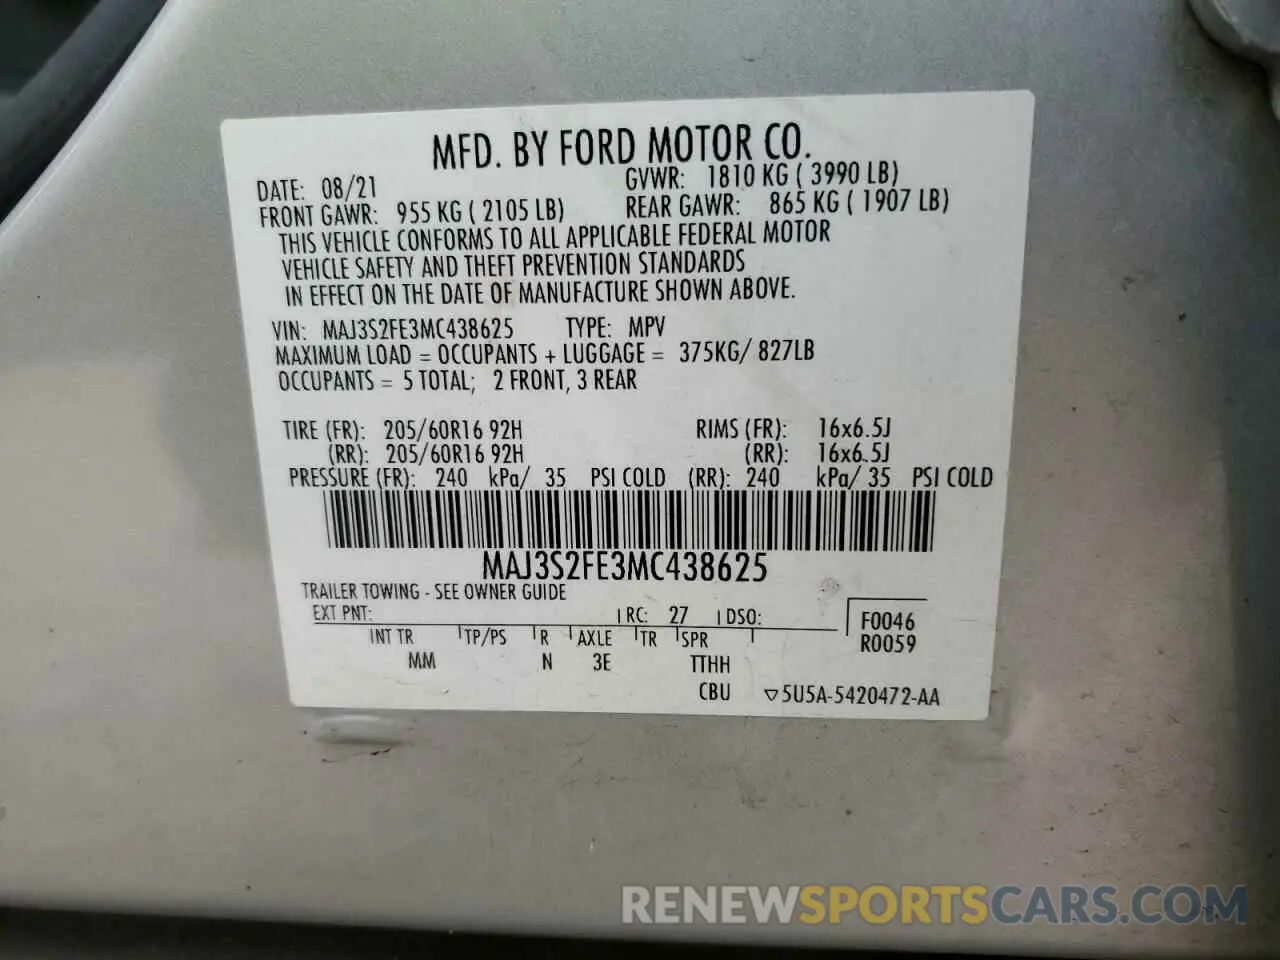 MFD. BY FORD MOTOR CO.
DATE: 08/21 GVWR: 1810 KG ( 3990 LB)
FRONT GAWR: 955 KG ( 2105 LB) REAR GAWR: 865 KG ( 1907 LB)
THIS VEHICLE CONFORMS TO ALL APPLICABLE FEDERAL MOTOR
VEHICLE SAFETY AND THEFT PREVENTION STANDARDS
IN EFFECT ON THE DATE OF MANUFACTURE SHOWN ABOVE.
VIN: MAJ3S2FE3MC438625 TYPE: MPV
MAXIMUM LOAD = OCCUPANTS + LUGGAGE = 375KG/ 827LB
OCCUPANTS = 5 TOTAL; 2 FRONT, 3 REAR
TIRE (FR): 205/60R16 92H RIMS (FR): 16x6.5J
(RR): 205/60R16 92H (RR): 16x6.5J
PRESSURE (FR): 240 kPa/ 35 PSI COLD (RR): 240 kPa/ 35 PSI COLD
MAJ3S2FE3MC438625
TRAILER TOWING - SEE OWNER GUIDE
EXT PNT: RC: 27 DSO: F0046
INT TR TP/PS R AXLE TR SPR R0059
MM N 3E TTHH
CBU ▽5U5A-5420472-AA
RENEWSPORTSCARS.COM